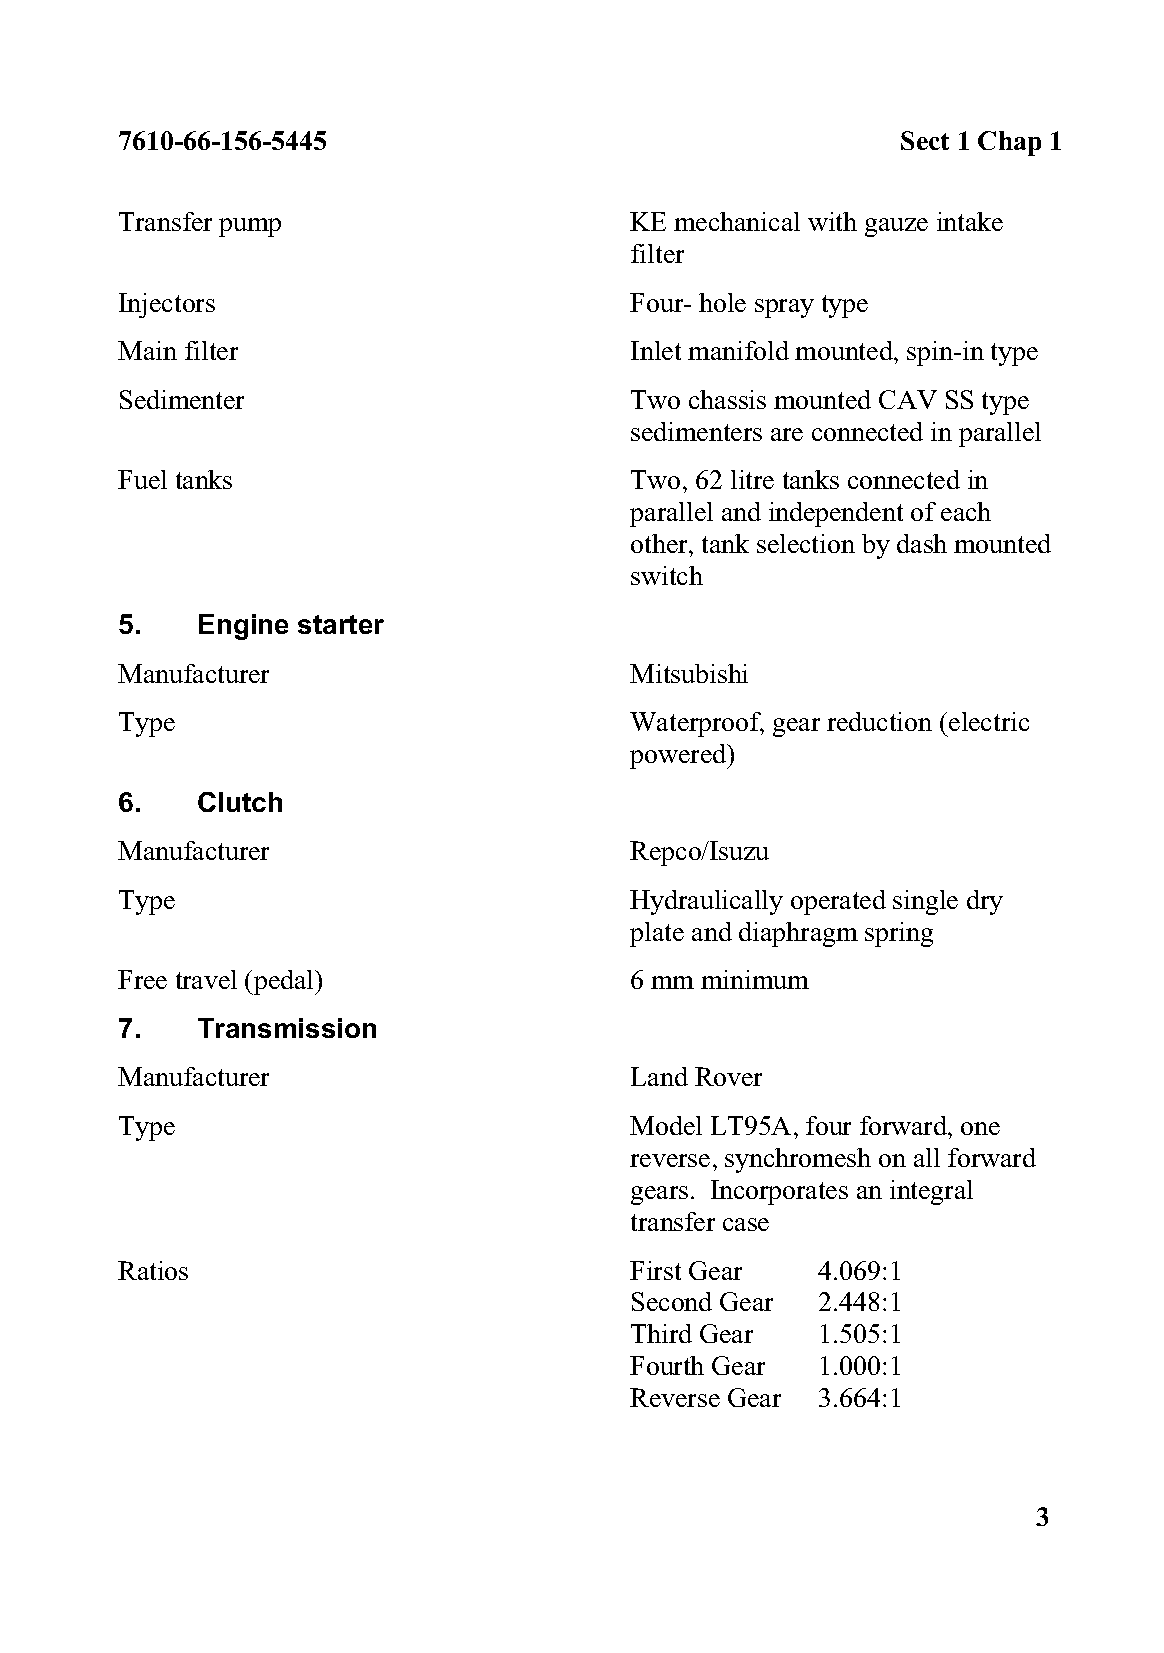 7610-66-156-5445 Sect 1 Chap 1
Transfer pump KE mechanical with gauze intake
filter
Injectors Four- hole spray type
Main filter Inlet manifold mounted, spin-in type
Sedimenter Two chassis mounted CAV SS type
sedimenters are connected in parallel
Fuel tanks Two, 62 litre tanks connected in
parallel and independent of each
other, tank selection by dash mounted
switch
5. Engine starter
Manufacturer Mitsubishi
Type Waterproof, gear reduction (electric
powered)
6. Clutch
Manufacturer Repco/Isuzu
Type Hydraulically operated single dry
plate and diaphragm spring
Free travel (pedal) 6 mm minimum
7. Transmission
Manufacturer Land Rover
Type Model LT95A, four forward, one
reverse, synchromesh on all forward
gears.  Incorporates an integral
transfer case
Ratios First Gear 4.069:1
Second Gear 2.448:1
Third Gear 1.505:1
Fourth Gear 1.000:1
Reverse Gear 3.664:1
3